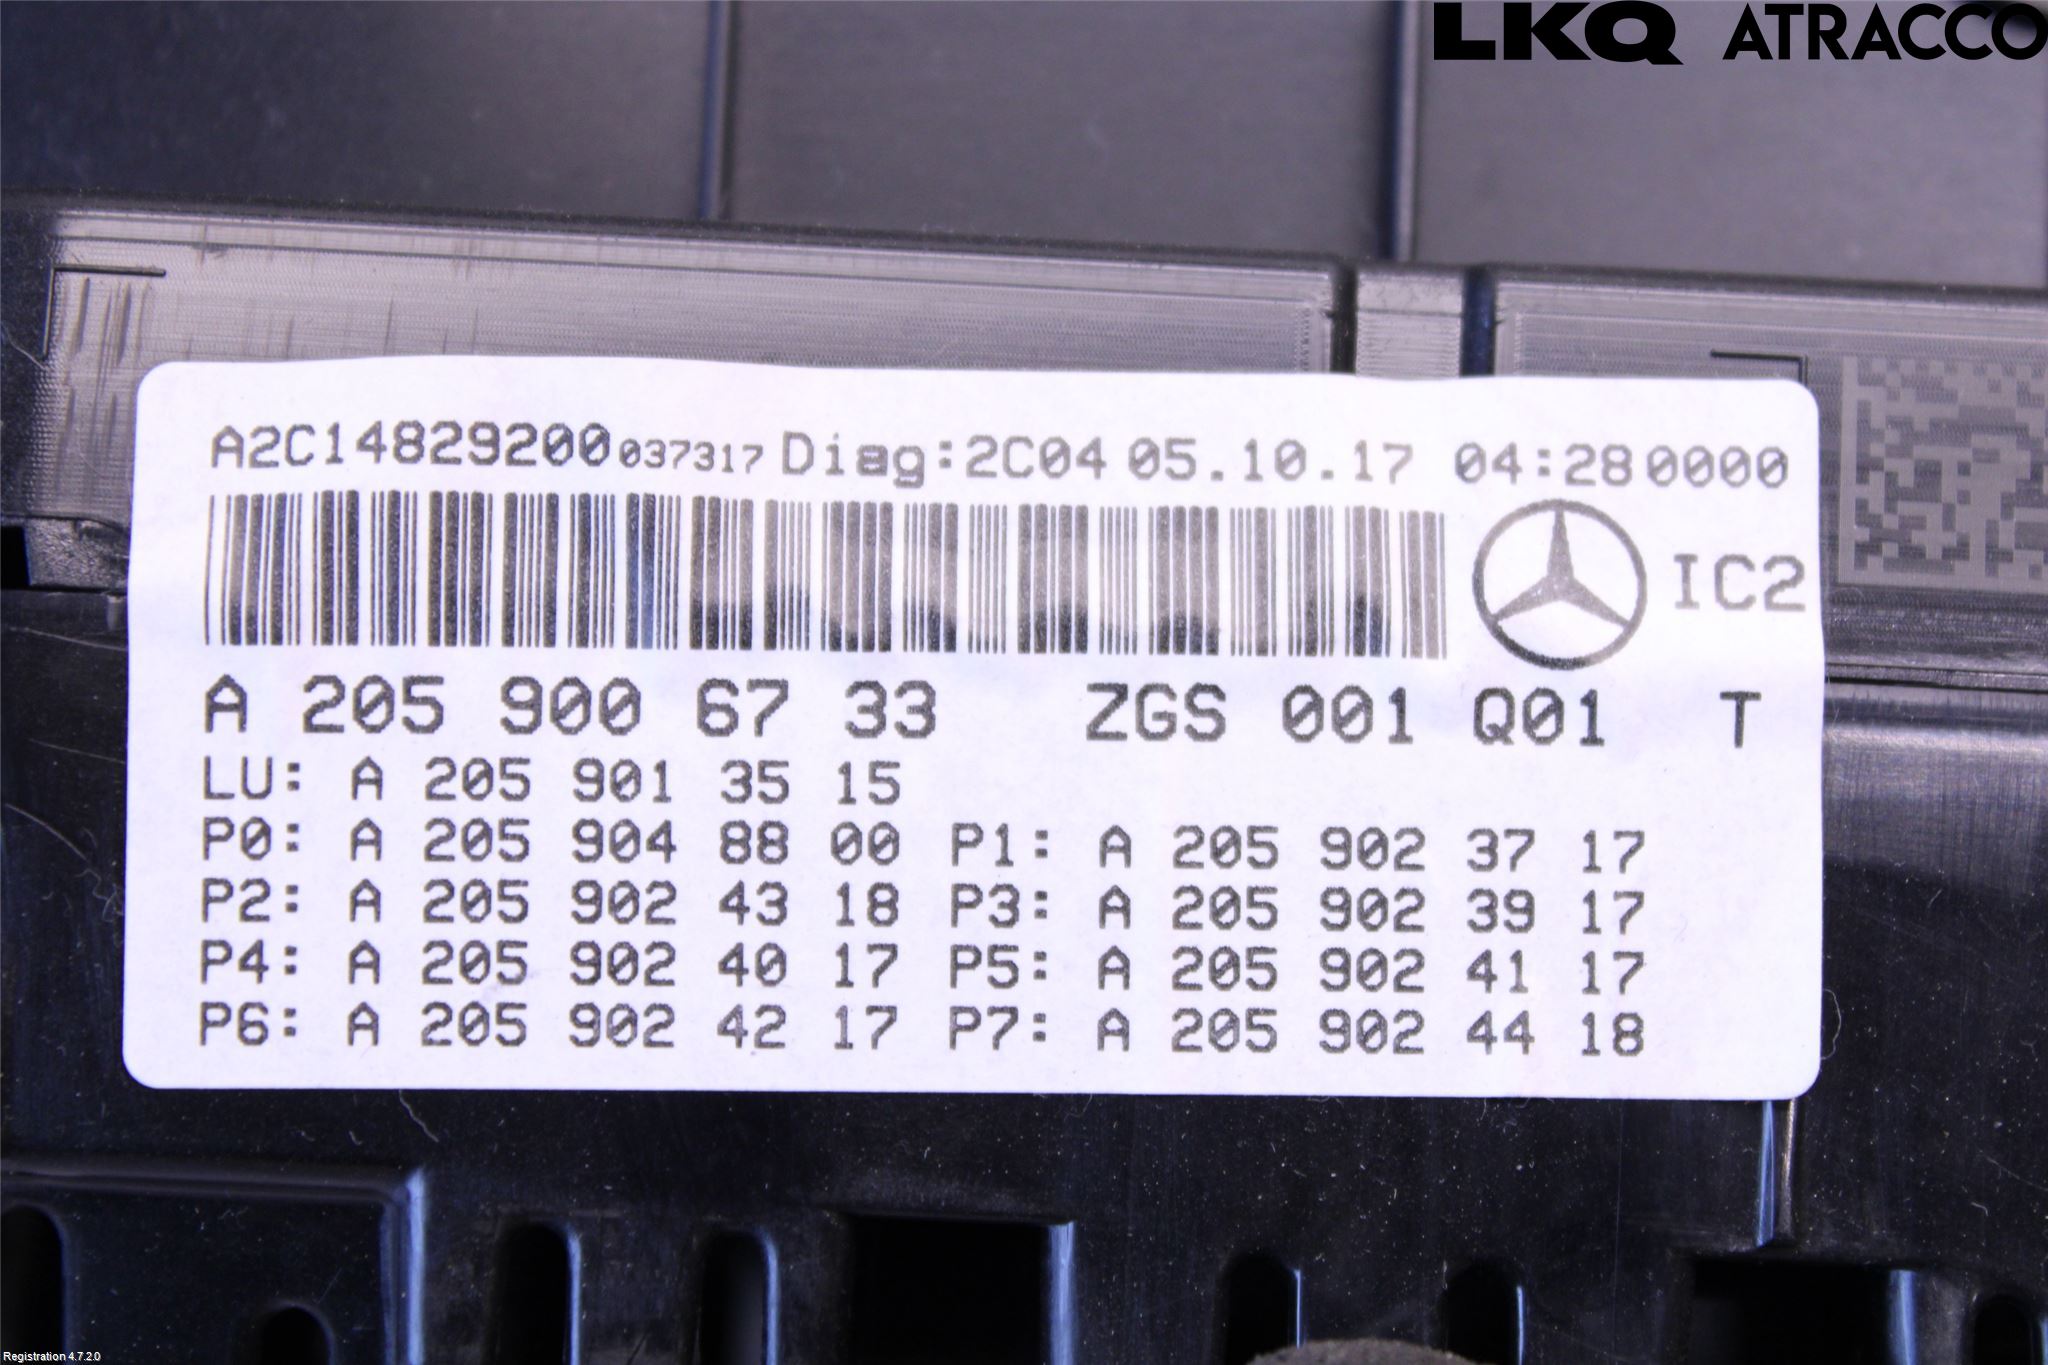 LKQ ATRACCO
A2C14829200 037317 Diag:2C04 05.10.17 04:28 0000
IC2
A 205 900 67 33 ZGS 001 Q01 T
LU: A 205 901 35 15
P0: A 205 904 88 00 P1: A 205 902 37 17
P2: A 205 902 43 18 P3: A 205 902 39 17
P4: A 205 902 40 17 P5: A 205 902 41 17
P6: A 205 902 42 17 P7: A 205 902 44 18
Registration 4.7.2.0